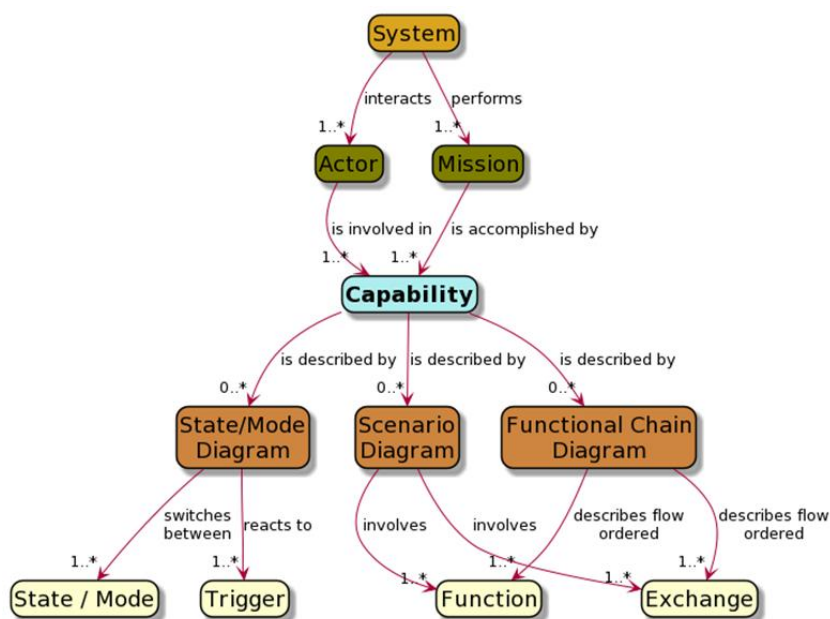 System
interacts
performs
1..*
1..*
Actor
Mission
is involved in
is accomplished by
1..*
1..*
Capability
is described by
is described by
is described by
0..*
0..*
0..*
State/Mode
Diagram
Scenario
Diagram
Functional Chain
Diagram
switches
between
reacts to
involves
involves
describes flow
ordered
describes flow
ordered
1..*
1..*
1..*
1..*
1..*
1..*
State / Mode
Trigger
Function
Exchange